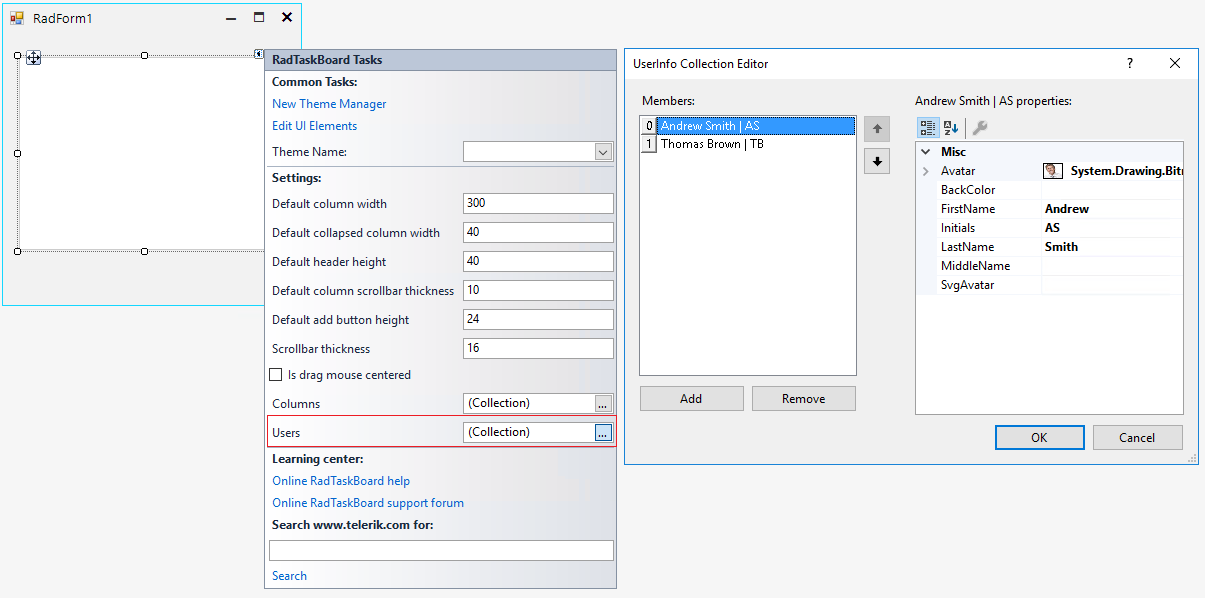 RadForm1
RadTaskBoard Tasks
Common Tasks:
New Theme Manager
Edit UI Elements
Theme Name:
Settings:
Default column width 300
Default collapsed column width 40
Default header height 40
Default column scrollbar thickness 10
Default add button height 24
Scrollbar thickness 16
Is drag mouse centered
Columns (Collection) ...
Users (Collection) ...
Learning center:
Online RadTaskBoard help
Online RadTaskBoard support forum
Search www.telerik.com for:
Search
UserInfo Collection Editor ?
Members:
0 Andrew Smith | AS
1 Thomas Brown | TB
Add Remove
Andrew Smith | AS properties:
Misc
Avatar System.Drawing.Bit
BackColor
FirstName Andrew
Initials AS
LastName Smith
MiddleName
SvgAvatar
OK Cancel